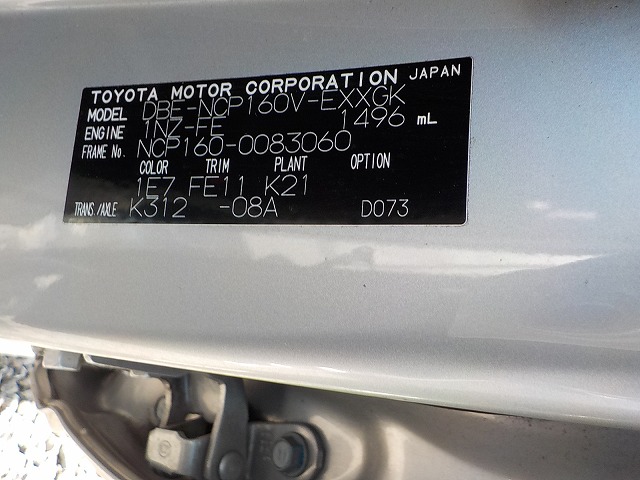 TOYOTA MOTOR CORPORATION JAPAN
MODEL DBE-NCP160V-EXXGK
ENGINE 1NZ-FE 1496 mL
FRAME No. NCP160-0083060
COLOR TRIM PLANT OPTION
1E7 FE11 K21
TRANS./AXLE K312 -08A D073